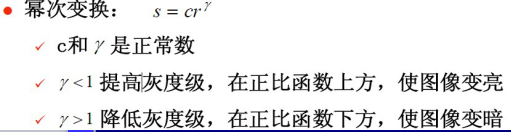 ● 幂次变换： s = cr^γ
✓ c和 γ 是正常数
✓ γ < 1 提高灰度级，在正比函数上方，使图像变亮
✓ γ > 1 降低灰度级，在正比函数下方，使图像变暗